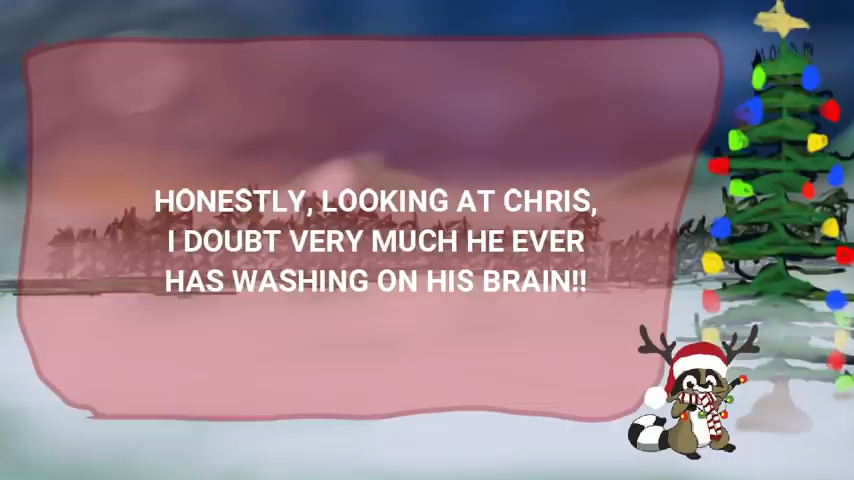 HONESTLY, LOOKING AT CHRIS,
I DOUBT VERY MUCH HE EVER
HAS WASHING ON HIS BRAIN!!